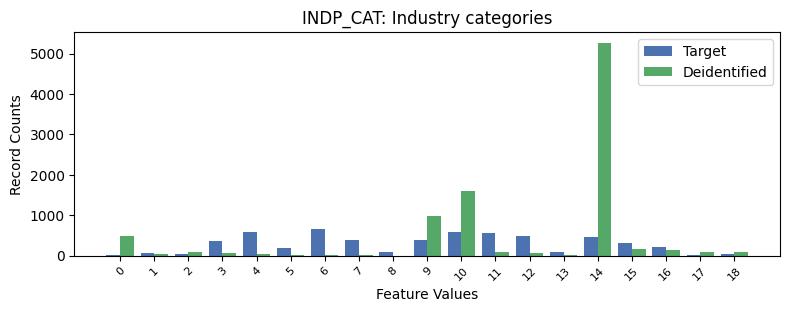 INDP_CAT: Industry categories
Target
Deidentified
Record Counts
5000
4000
3000
2000
1000
0
0 1 2 3 4 5 6 7 8 9 10 11 12 13 14 15 16 17 18
Feature Values